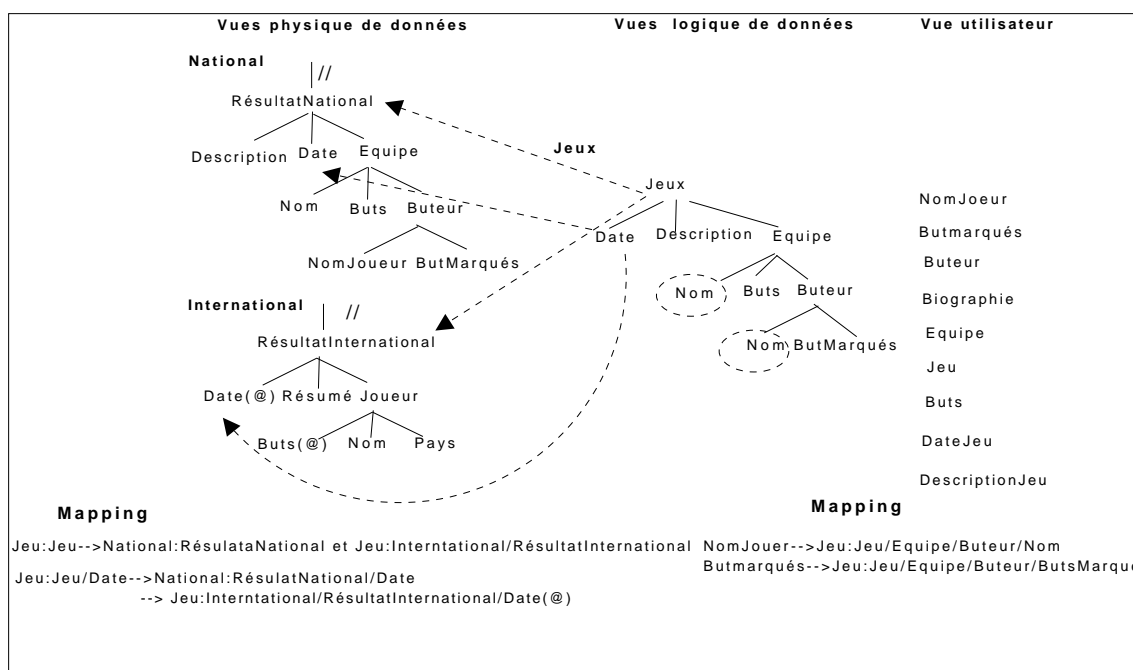 Vues physique de données
Vues logique de données
Vue utilisateur
National
//
RésultatNational
Description Date Equipe
Nom Buts Buteur
NomJoueur ButMarqués
International
//
RésultatInternational
Date(@) Résumé Joueur
Buts(@) Nom Pays
Jeux
Jeux
Date Description Equipe
Nom Buts Buteur
Nom ButMarqués
NomJoeur
Butmarqués
Buteur
Biographie
Equipe
Jeu
Buts
DateJeu
DescriptionJeu
Mapping
Jeu:Jeu-->National:RésulataNational et Jeu:Interntational/RésultatInternational
Jeu:Jeu/Date-->National:RésulatNational/Date
--> Jeu:Interntational/RésultatInternational/Date(@)
Mapping
NomJouer-->Jeu:Jeu/Equipe/Buteur/Nom
Butmarqués-->Jeu:Jeu/Equipe/Buteur/ButsMarqué